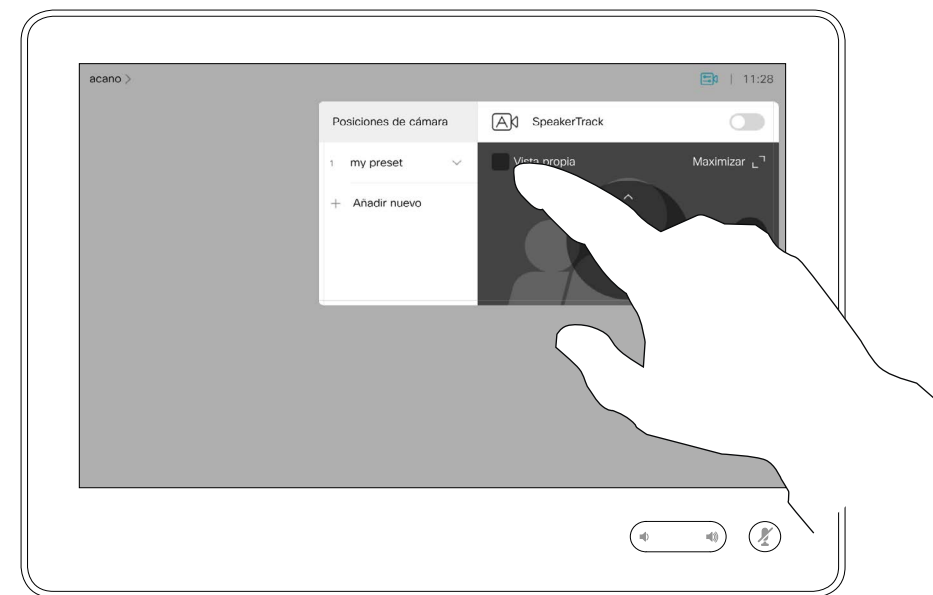 acano >
11:28
Posiciones de cámara
SpeakerTrack
1 my preset
Vista propia
Maximizar
+ Añadir nuevo